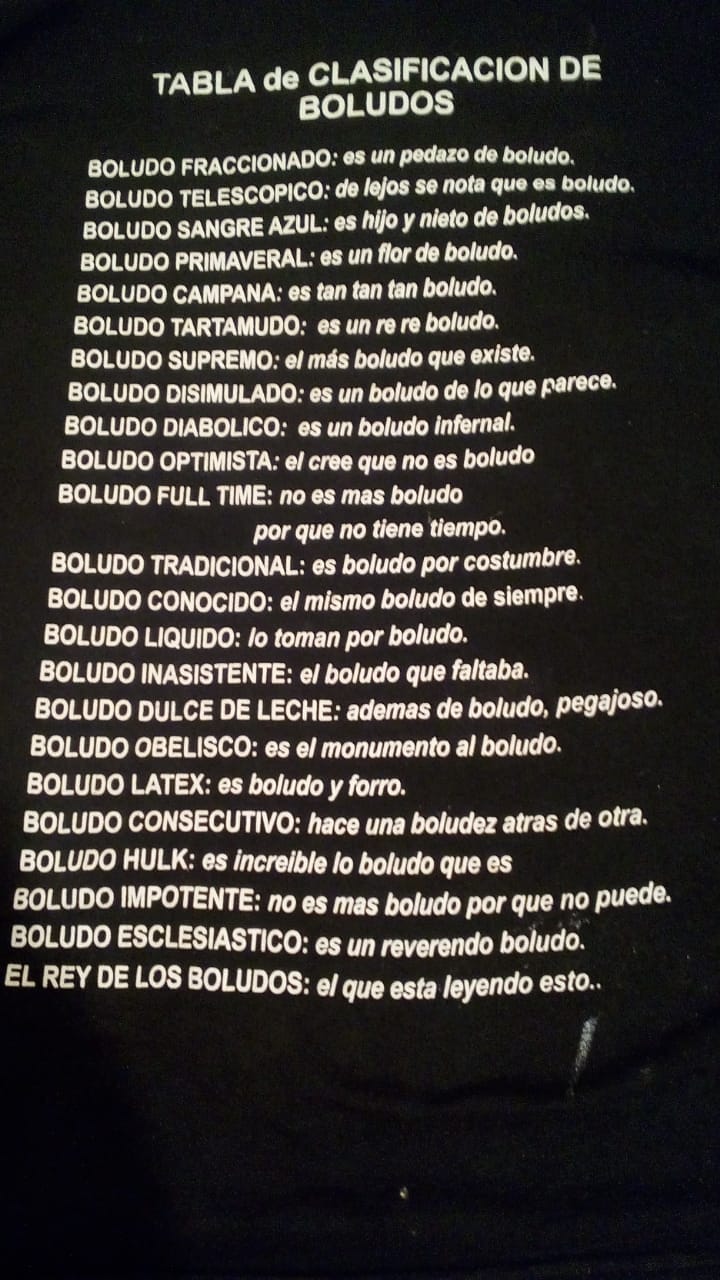 TABLA de CLASIFICACION DE
BOLUDOS
BOLUDO FRACCIONADO: es un pedazo de boludo.
BOLUDO TELESCOPICO: de lejos se nota que es boludo.
BOLUDO SANGRE AZUL: es hijo y nieto de boludos.
BOLUDO PRIMAVERAL: es un flor de boludo.
BOLUDO CAMPANA: es tan tan tan boludo.
BOLUDO TARTAMUDO: es un re re boludo.
BOLUDO SUPREMO: el más boludo que existe.
BOLUDO DISIMULADO: es un boludo de lo que parece.
BOLUDO DIABOLICO: es un boludo infernal.
BOLUDO OPTIMISTA: el cree que no es boludo
BOLUDO FULL TIME: no es mas boludo
por que no tiene tiempo.
BOLUDO TRADICIONAL: es boludo por costumbre.
BOLUDO CONOCIDO: el mismo boludo de siempre.
BOLUDO LIQUIDO: lo toman por boludo.
BOLUDO INASISTENTE: el boludo que faltaba.
BOLUDO DULCE DE LECHE: ademas de boludo, pegajoso.
BOLUDO OBELISCO: es el monumento al boludo.
BOLUDO LATEX: es boludo y forro.
BOLUDO CONSECUTIVO: hace una boludez atras de otra.
BOLUDO HULK: es increible lo boludo que es
BOLUDO IMPOTENTE: no es mas boludo por que no puede.
BOLUDO ESCLESIASTICO: es un reverendo boludo.
EL REY DE LOS BOLUDOS: el que esta leyendo esto..